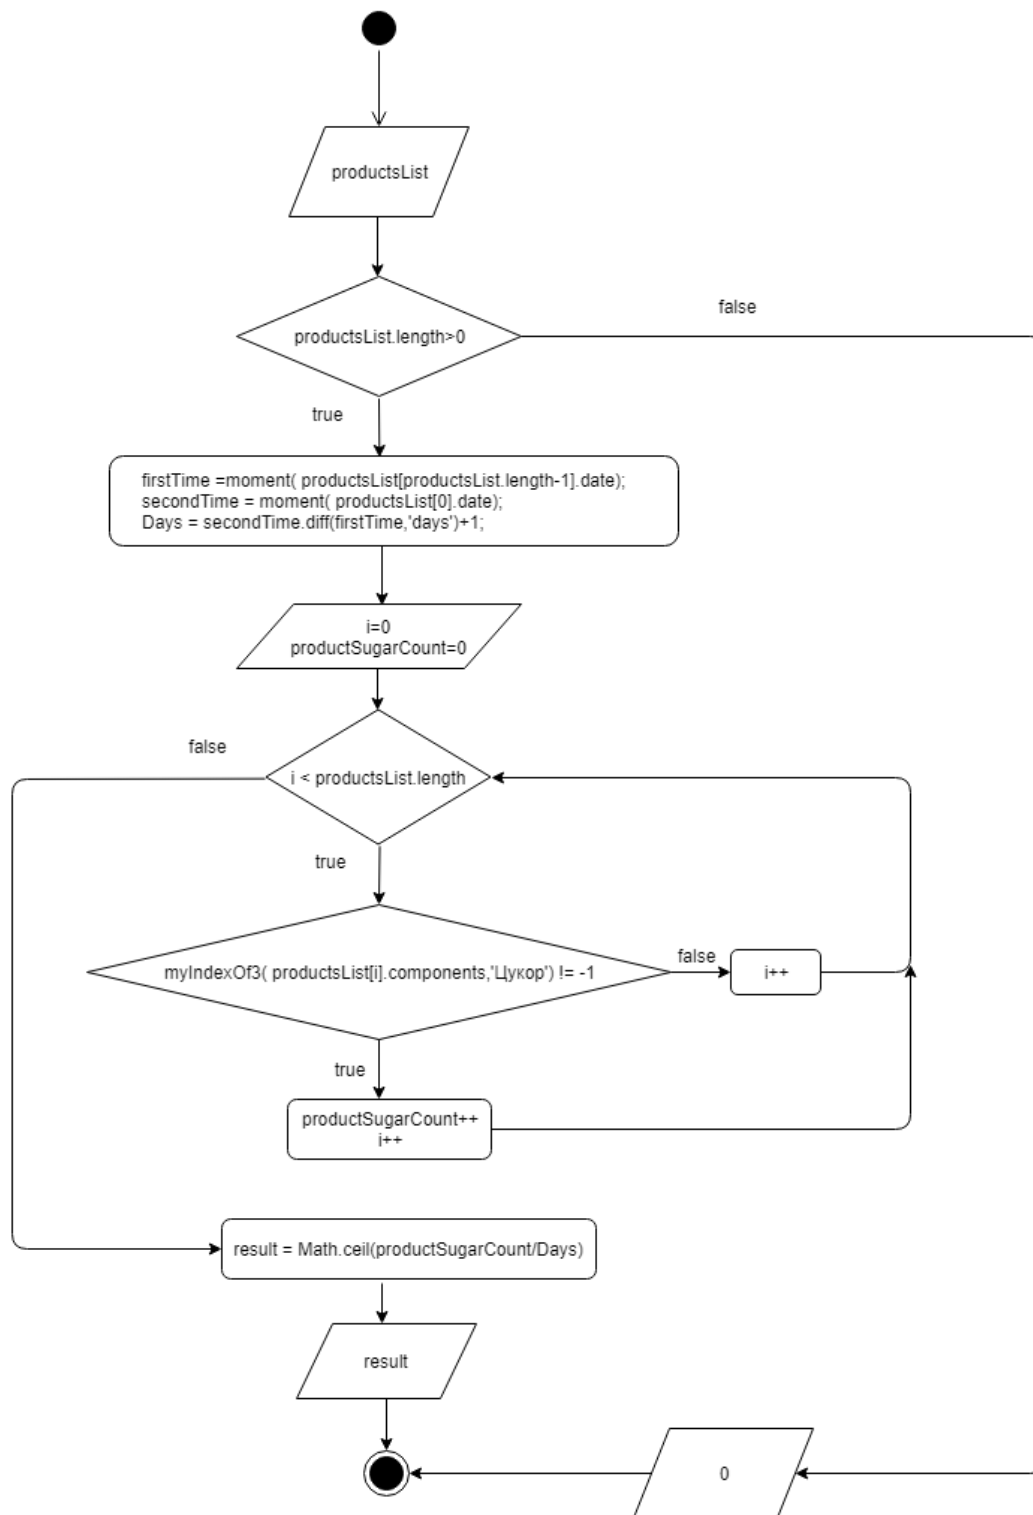 productsList
productsList.length>0
false
true
firstTime =moment( productsList[productsList.length-1].date);
secondTime = moment( productsList[0].date);
Days = secondTime.diff(firstTime,'days')+1;
i=0
productSugarCount=0
false
i < productsList.length
true
myIndexOf3( productsList[i].components,'Цукор') != -1
false
i++
true
productSugarCount++
i++
result = Math.ceil(productSugarCount/Days)
result
0